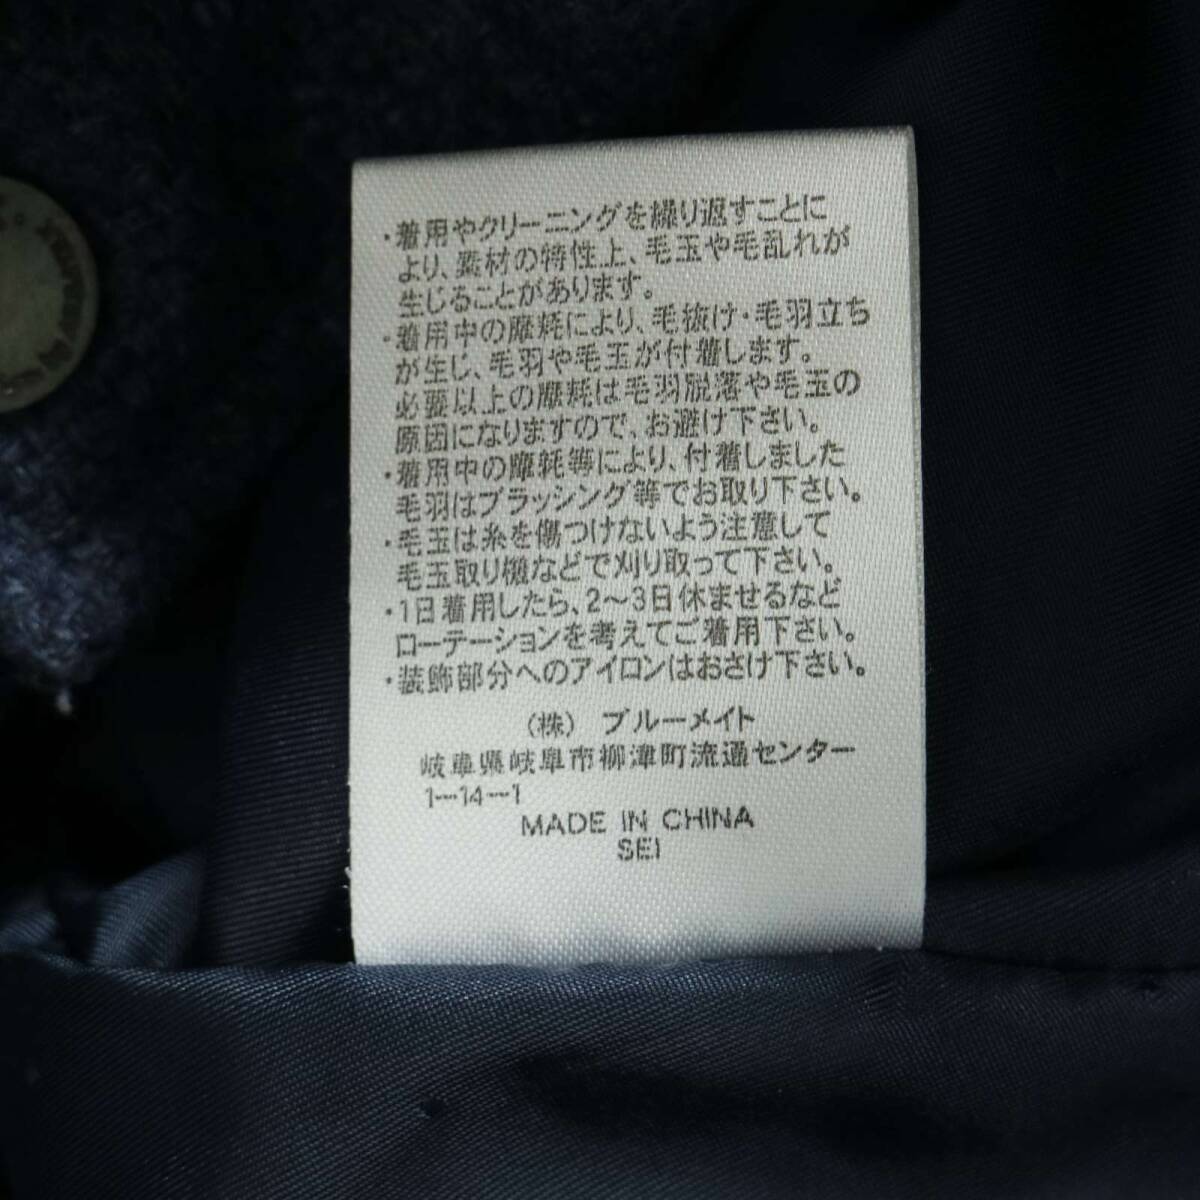 ・着用やクリーニングを繰り返すことに
より、素材の特性上、毛玉や毛乱れが
生じることがあります。
・着用中の摩耗により、毛抜け・毛羽立ち
が生じ、毛羽や毛玉が付着します。
必要以上の摩耗は毛羽脱落や毛玉の
原因になりますので、お避け下さい。
・着用中の摩耗等により、付着しました
毛羽はブラッシング等でお取り下さい。
・毛玉は糸を傷つけないよう注意して
毛玉取り機などで刈り取って下さい。
・1日着用したら、2〜3日休ませるなど
ローテーションを考えてご着用下さい。
・装飾部分へのアイロンはおさけ下さい。
(株) ブルーメイト
岐阜県岐阜市柳津町流通センター
1ー14ー1
MADE IN CHINA
SEI